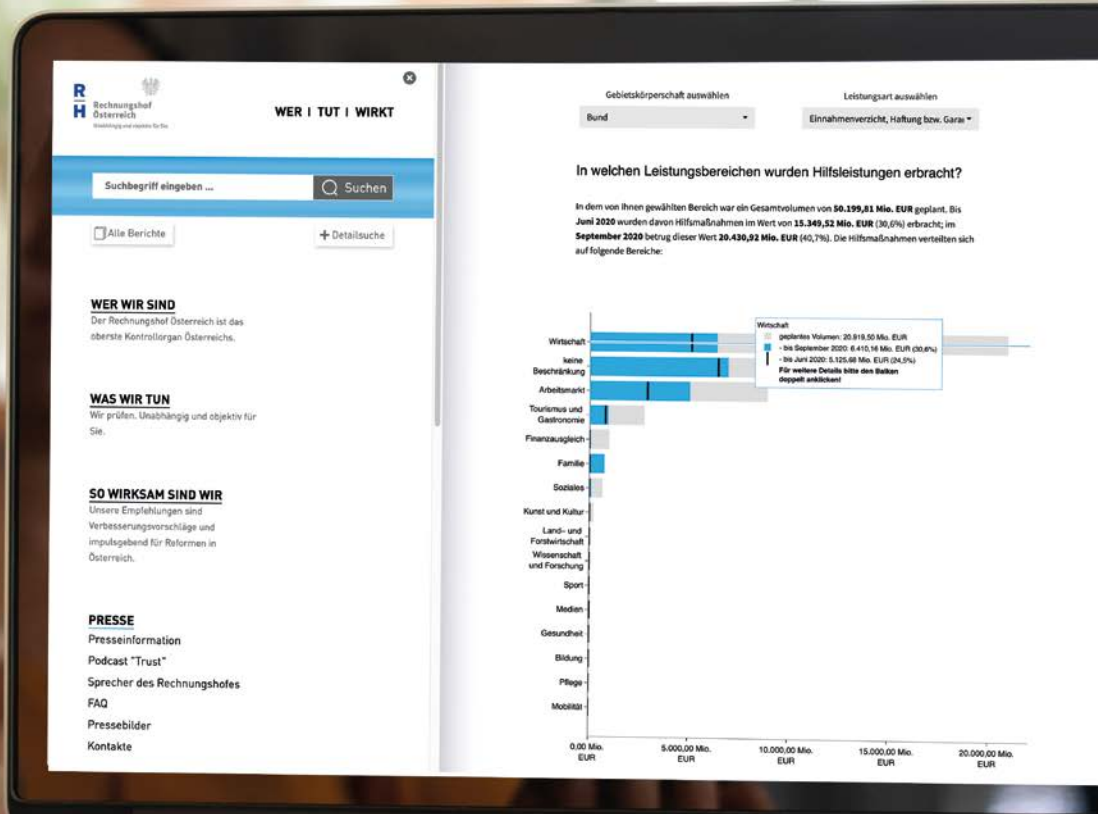 R
H
Rechnungshof
Österreich
Unabhängig und objektiv für Sie.
WER I TUT I WIRKT
Suchbegriff eingeben ...
Suchen
Alle Berichte
+ Detailsuche
WER WIR SIND
Der Rechnungshof Österreich ist das
oberste Kontrollorgan Österreichs.
WAS WIR TUN
Wir prüfen. Unabhängig und objektiv für
Sie.
SO WIRKSAM SIND WIR
Unsere Empfehlungen sind
Verbesserungsvorschläge und
impulsgebend für Reformen in
Österreich.
PRESSE
Presseinformation
Podcast "Trust"
Sprecher des Rechnungshofes
FAQ
Pressebilder
Kontakte
Gebietskörperschaft auswählen
Leistungsart auswählen
Bund
Einnahmenverzicht, Haftung bzw. Garan
In welchen Leistungsbereichen wurden Hilfsleistungen erbracht?
In dem von Ihnen gewählten Bereich war ein Gesamtvolumen von 50.199,81 Mio. EUR geplant. Bis
Juni 2020 wurden davon Hilfsmaßnahmen im Wert von 15.349,52 Mio. EUR (30,6%) erbracht; im
September 2020 betrug dieser Wert 20.430,92 Mio. EUR (40,7%). Die Hilfsmaßnahmen verteilten sich
auf folgende Bereiche:
Wirtschaft
geplantes Volumen: 20.919,50 Mio. EUR
- bis September 2020: 6.410,16 Mio. EUR (30,6%)
- bis Juni 2020: 5.125,68 Mio. EUR (24,5%)
Für weitere Details bitte den Balken
doppelt anklicken!
Wirtschaft
keine
Beschränkung
Arbeitsmarkt
Tourismus und
Gastronomie
Finanzausgleich
Familie
Soziales
Kunst und Kultur
Land- und
Forstwirtschaft
Wissenschaft
und Forschung
Sport
Medien
Gesundheit
Bildung
Pflege
Mobilität
0,00 Mio.
EUR
5.000,00 Mio.
EUR
10.000,00 Mio.
EUR
15.000,00 Mio.
EUR
20.000,00 Mio.
EUR